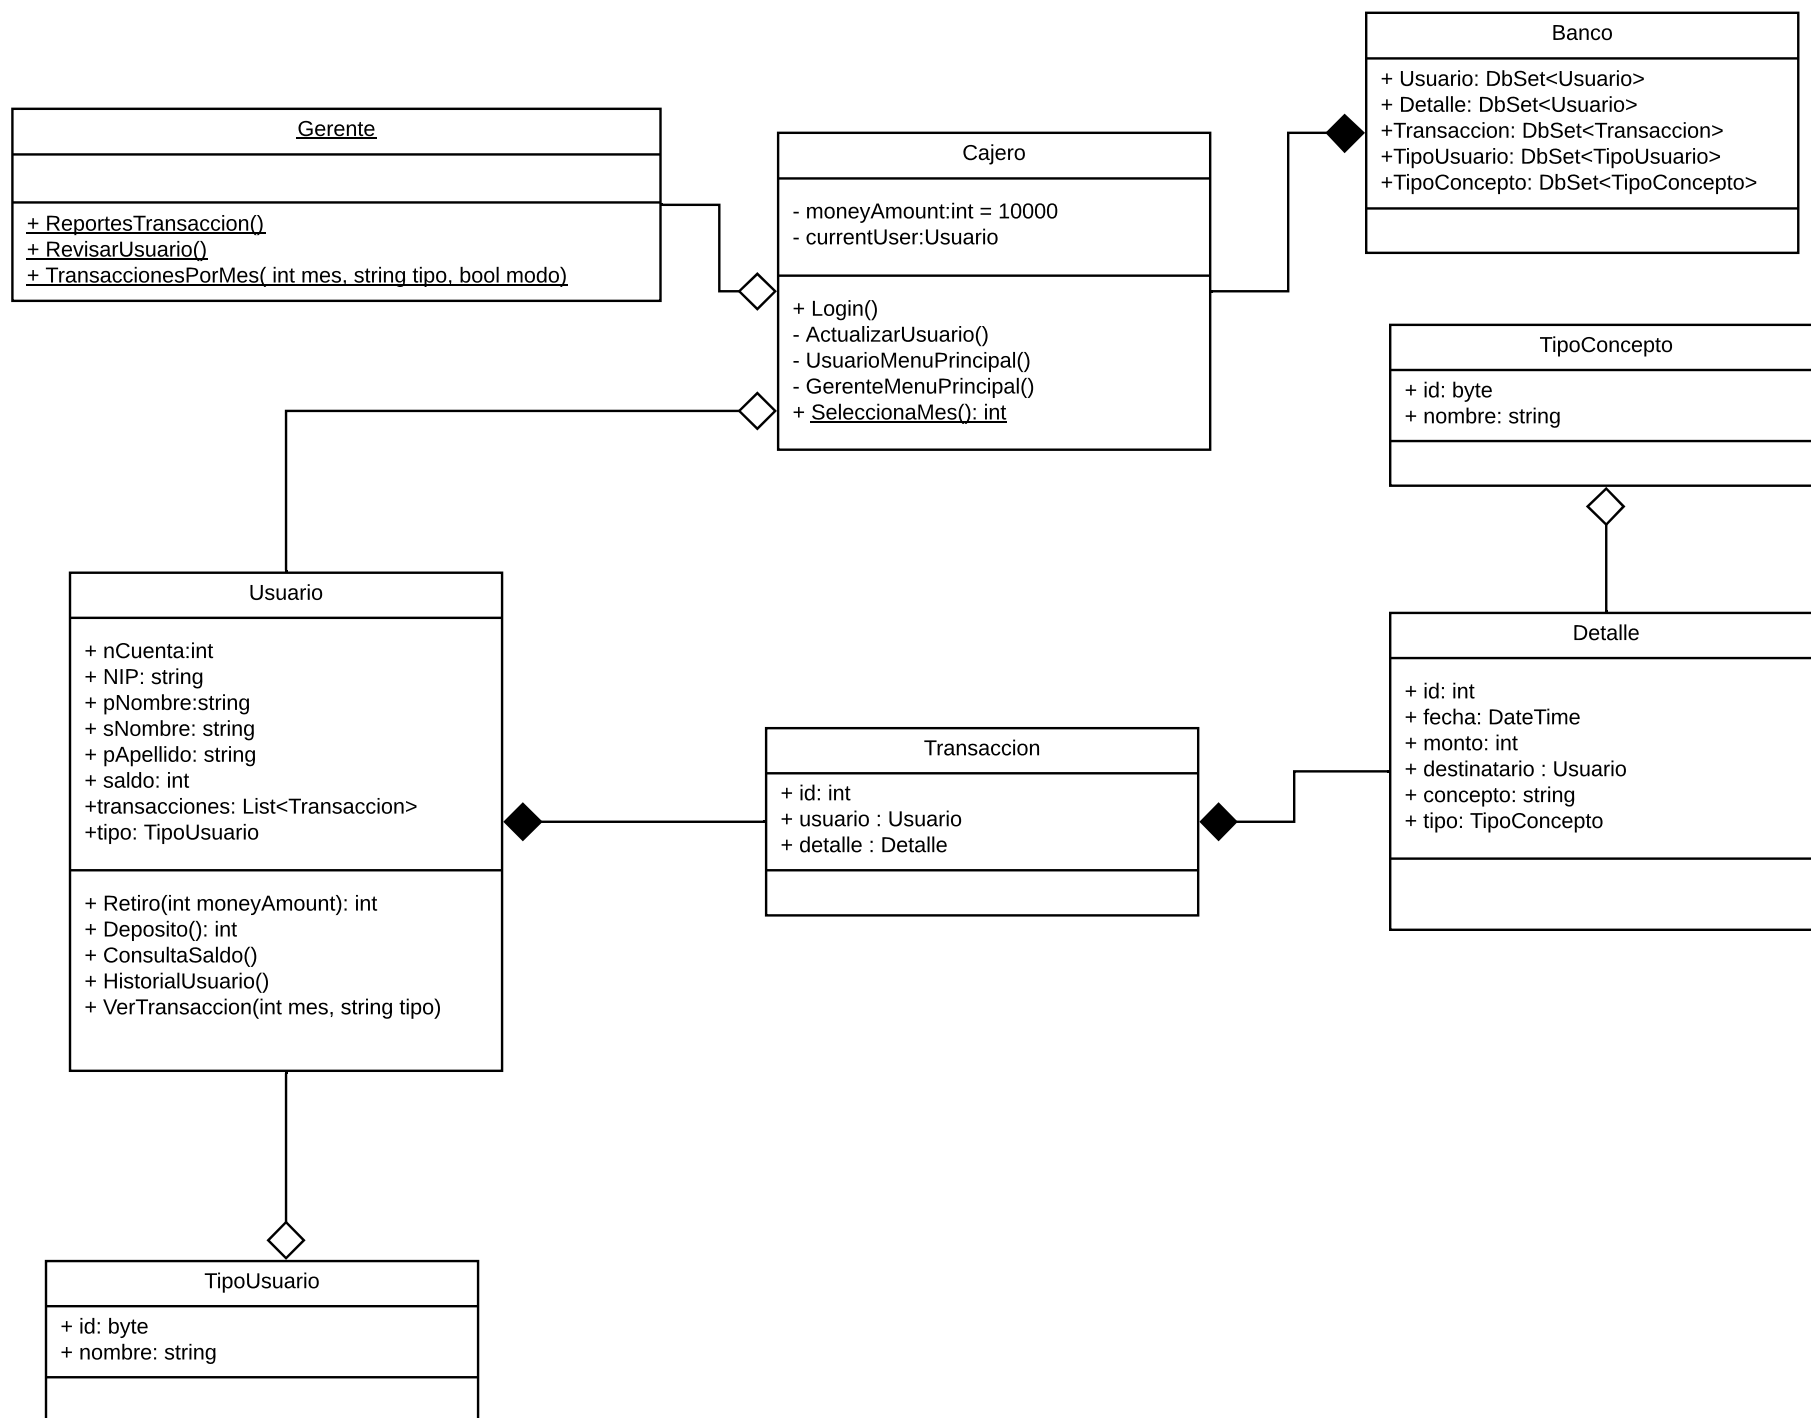 Banco
+ Usuario: DbSet<Usuario>
+ Detalle: DbSet<Usuario>
+Transaccion: DbSet<Transaccion>
+TipoUsuario: DbSet<TipoUsuario>
+TipoConcepto: DbSet<TipoConcepto>
Gerente
+ ReportesTransaccion()
+ RevisarUsuario()
+ TransaccionesPorMes( int mes, string tipo, bool modo)
Cajero
- moneyAmount:int = 10000
- currentUser:Usuario
+ Login()
- ActualizarUsuario()
- UsuarioMenuPrincipal()
- GerenteMenuPrincipal()
+ SeleccionaMes(): int
TipoConcepto
+ id: byte
+ nombre: string
Usuario
+ nCuenta:int
+ NIP: string
+ pNombre:string
+ sNombre: string
+ pApellido: string
+ saldo: int
+transacciones: List<Transaccion>
+tipo: TipoUsuario
+ Retiro(int moneyAmount): int
+ Deposito(): int
+ ConsultaSaldo()
+ HistorialUsuario()
+ VerTransaccion(int mes, string tipo)
Transaccion
+ id: int
+ usuario : Usuario
+ detalle : Detalle
Detalle
+ id: int
+ fecha: DateTime
+ monto: int
+ destinatario : Usuario
+ concepto: string
+ tipo: TipoConcepto
TipoUsuario
+ id: byte
+ nombre: string